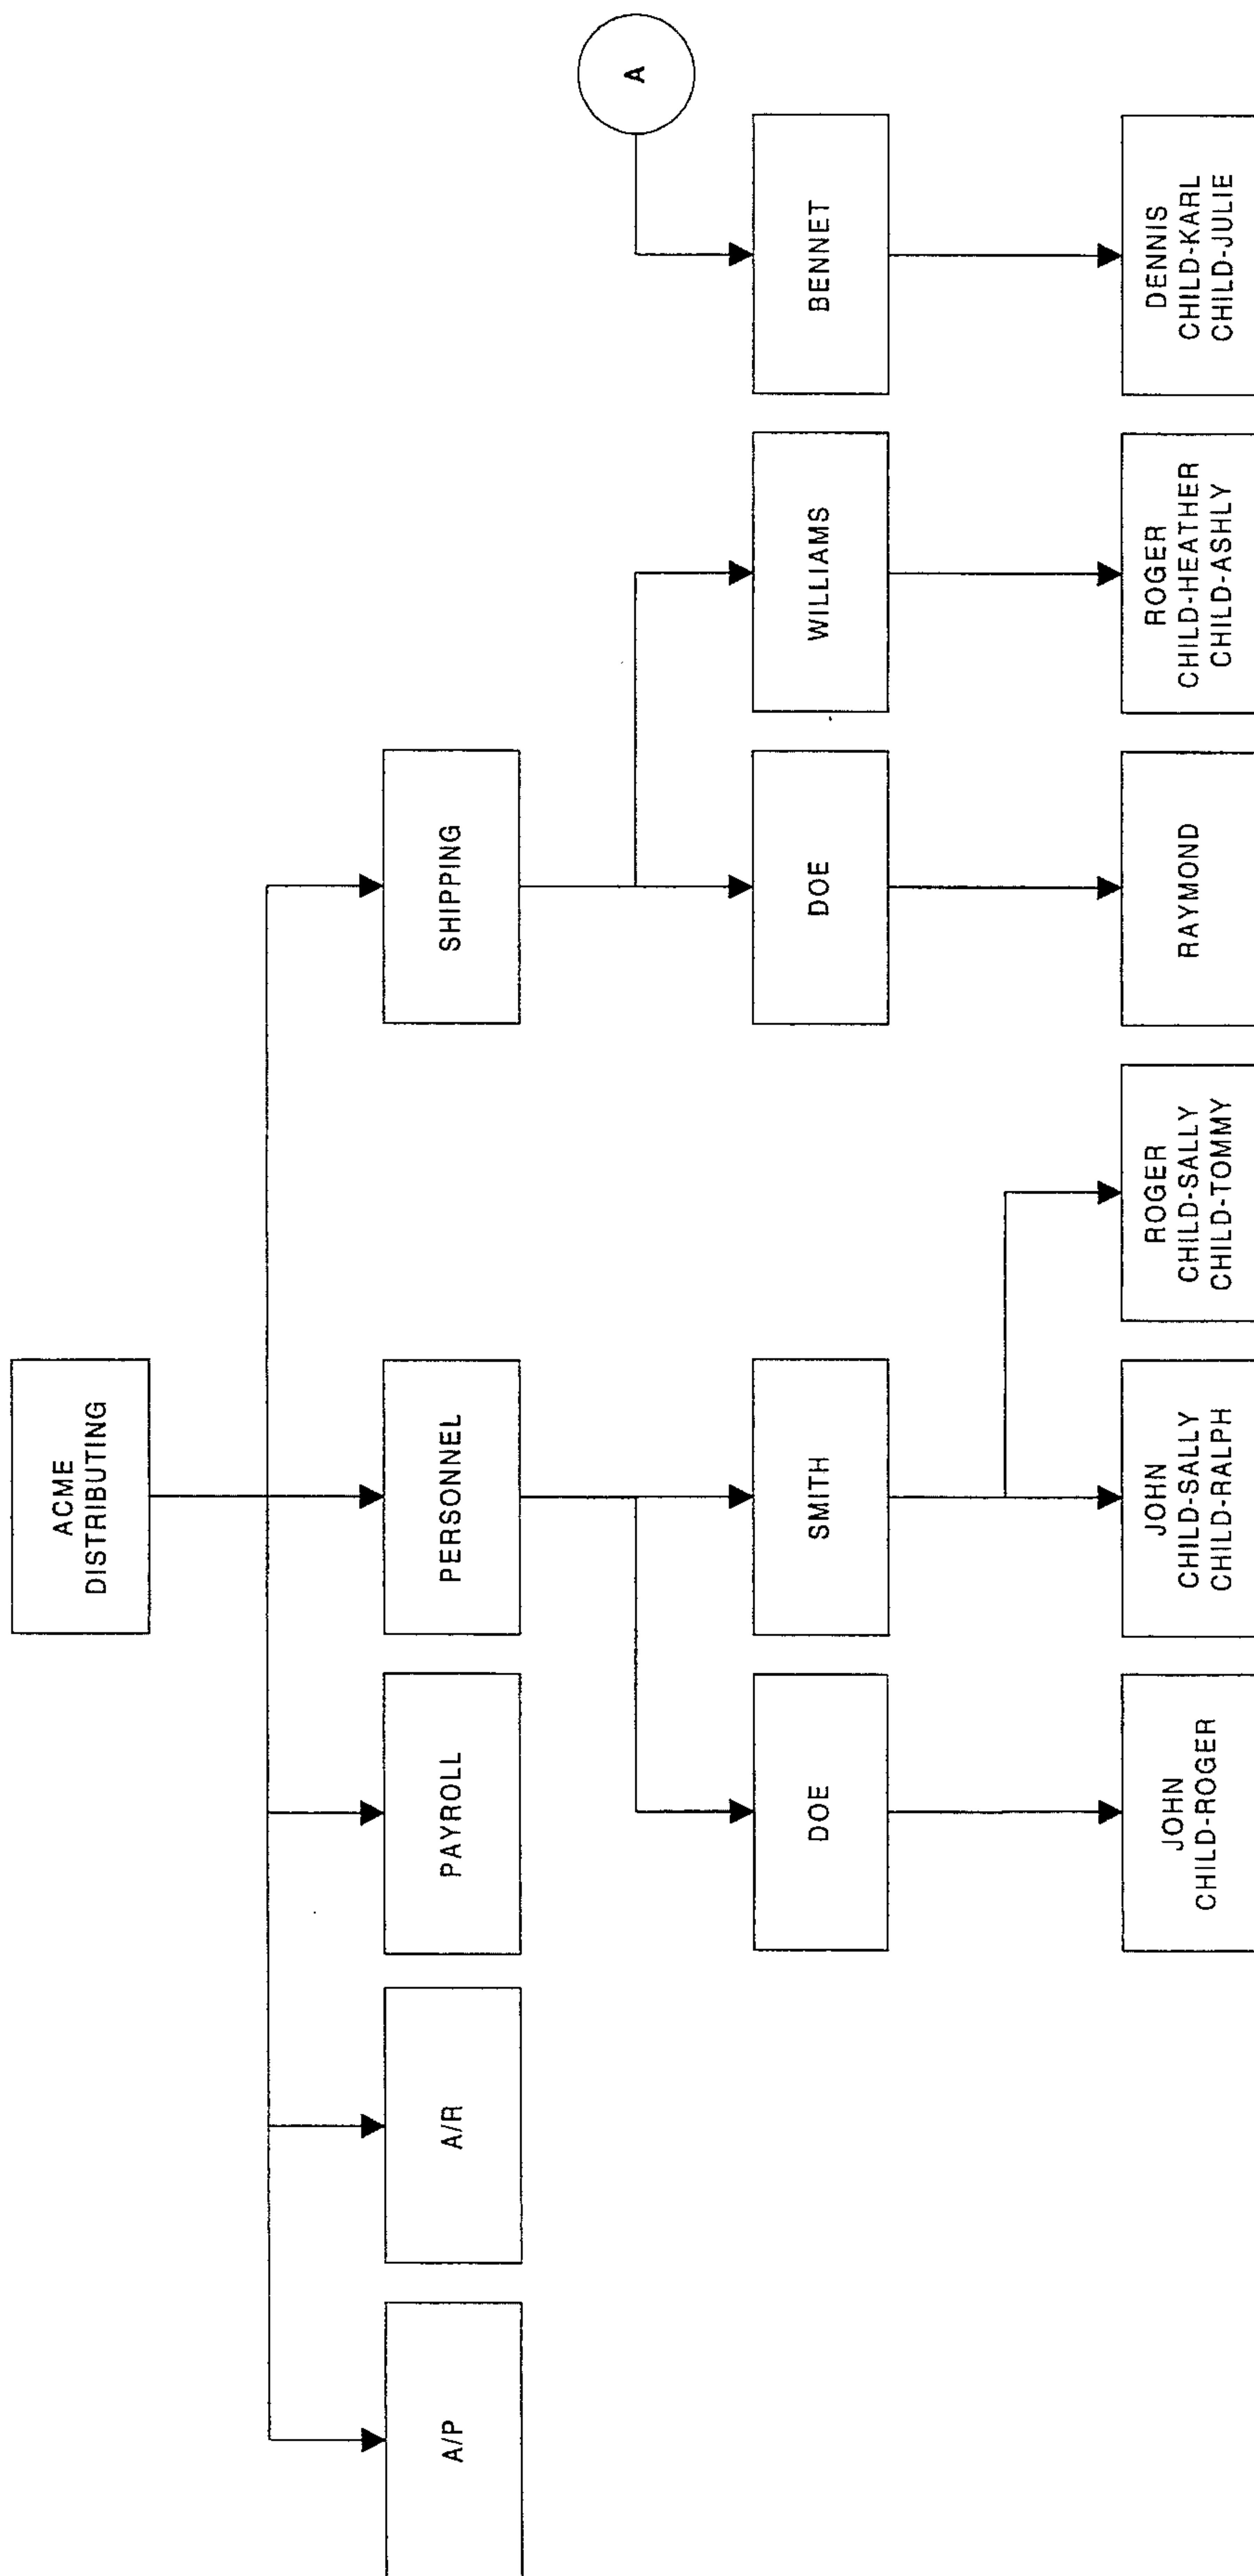 ACME
DISTRIBUTING
A/P
A/R
PAYROLL
PERSONNEL
SHIPPING
A
DOE
SMITH
DOE
WILLIAMS
BENNET
JOHN
CHILD-ROGER
JOHN
CHILD-SALLY
CHILD-RALPH
ROGER
CHILD-SALLY
CHILD-TOMMY
RAYMOND
ROGER
CHILD-HEATHER
CHILD-ASHLY
DENNIS
CHILD-KARL
CHILD-JULIE